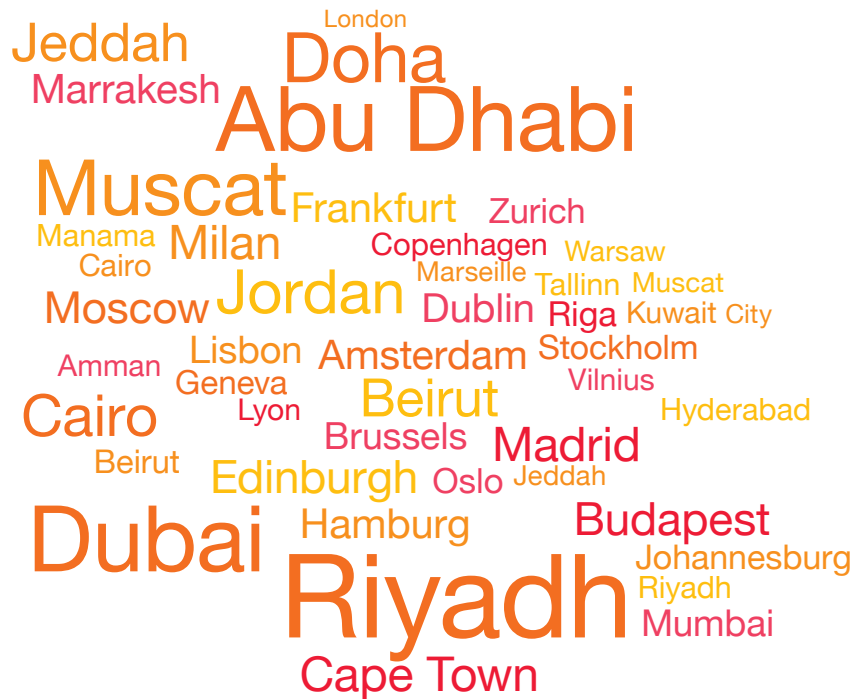 London
Jeddah
Doha
Marrakesh
Abu Dhabi
Muscat
Frankfurt
Zurich
Manama
Milan
Copenhagen
Warsaw
Cairo
Marseille
Tallinn
Muscat
Jordan
Moscow
Dublin
Riga
Kuwait City
Lisbon
Amsterdam
Stockholm
Amman
Geneva
Vilnius
Beirut
Cairo
Lyon
Hyderabad
Brussels
Madrid
Beirut
Edinburgh
Oslo
Jeddah
Dubai
Hamburg
Budapest
Johannesburg
Riyadh
Riyadh
Mumbai
Cape Town